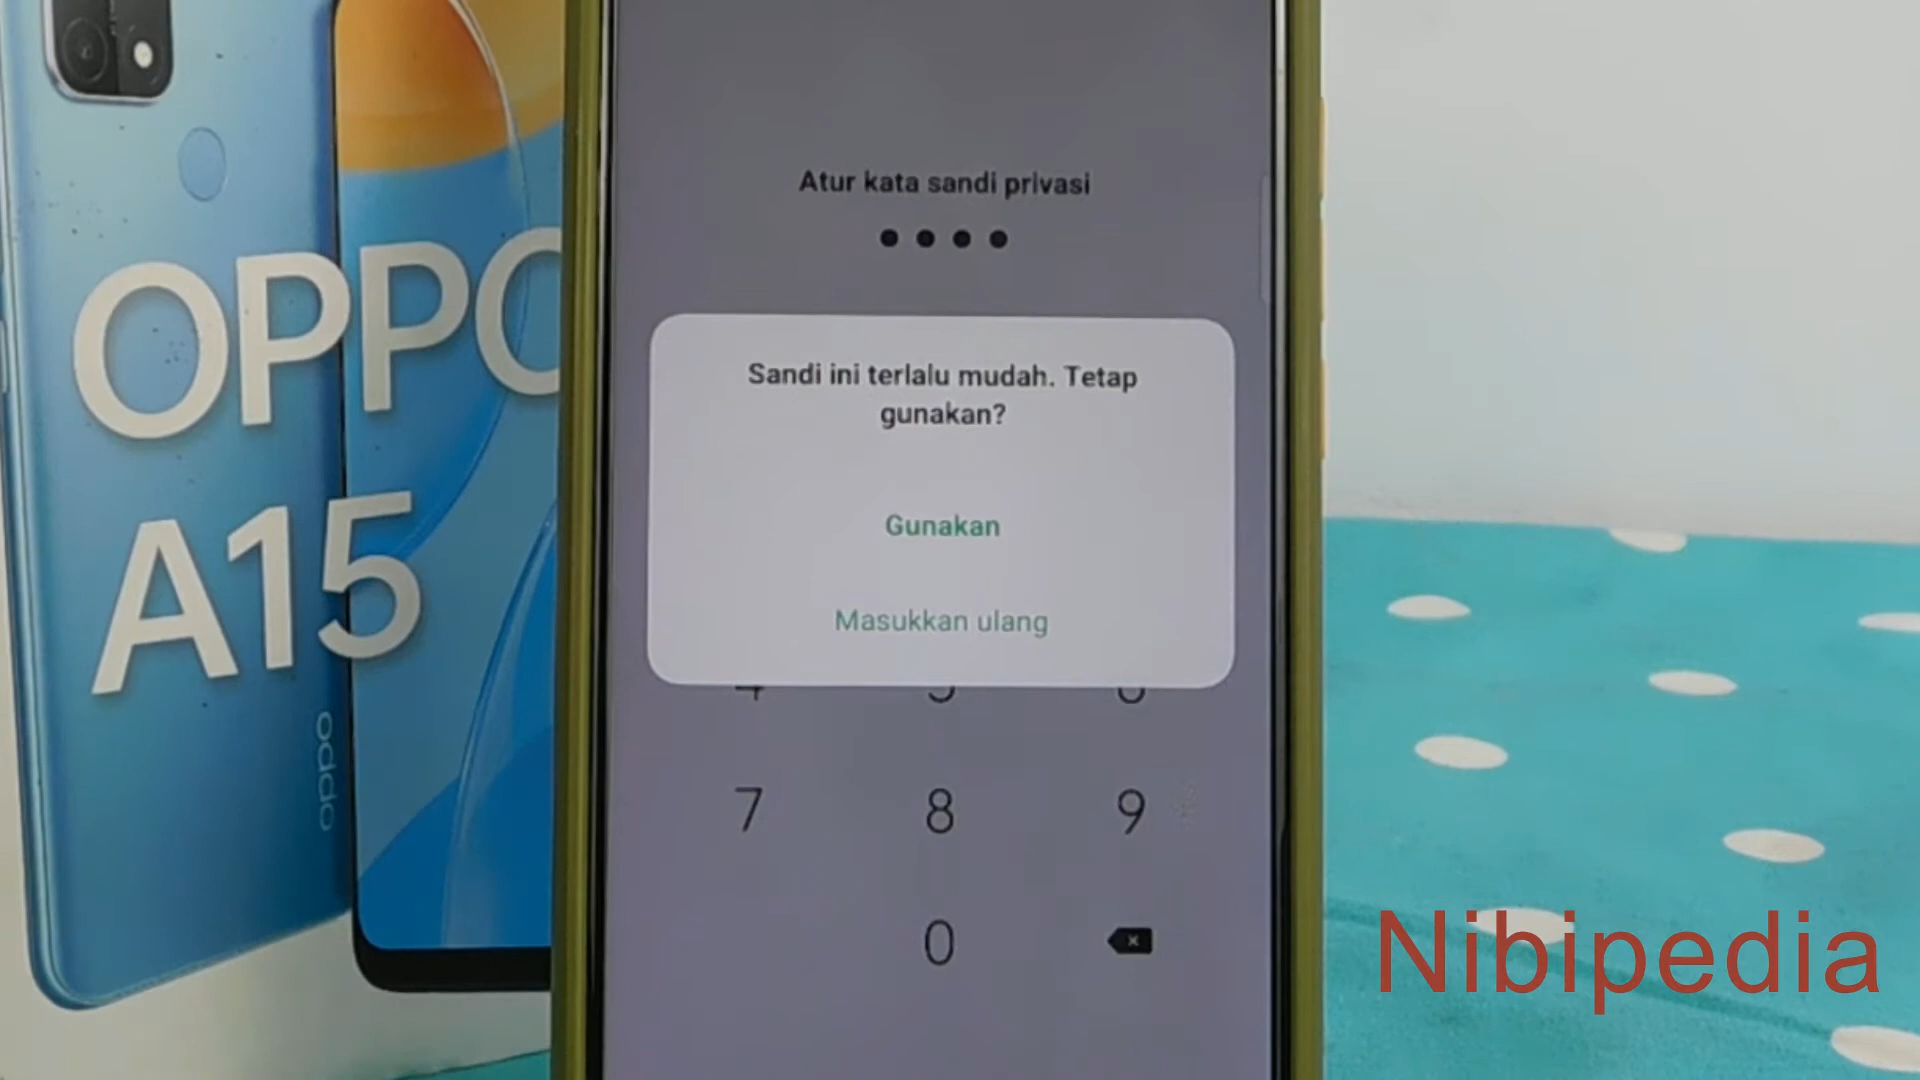 OPPO
A15
oppo
Atur kata sandi privasi
Sandi ini terlalu mudah. Tetap
gunakan?
Gunakan
Masukkan ulang
7 8 9
0
Nibipedia